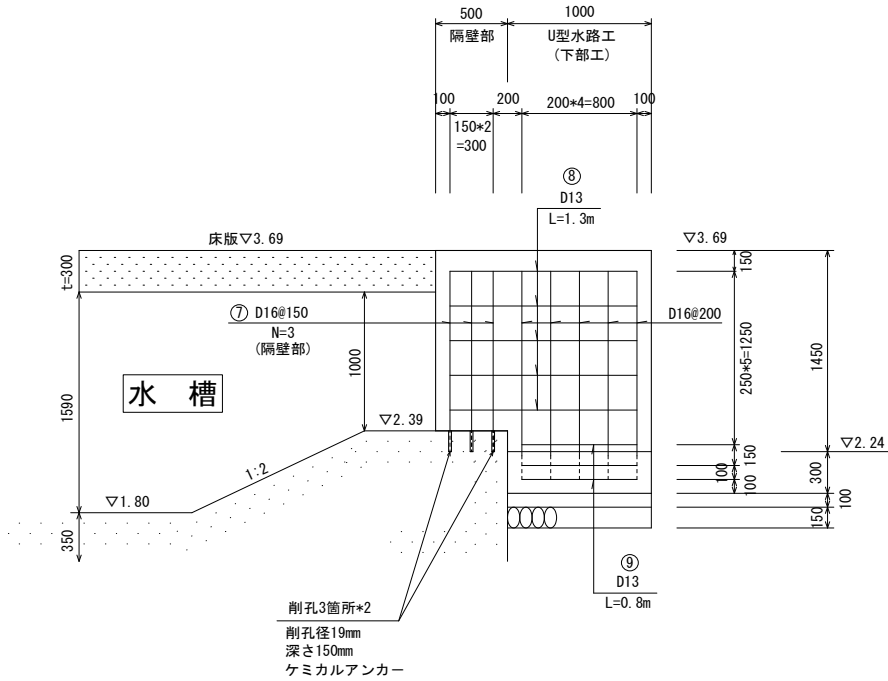 500
1000
隔壁部
U型水路工
(下部工)
100
200
200*4=800
100
150*2
=300
⑧
D13
L=1.3m
床版▽3.69
▽3.69
t=300
150
⑦ D16@150
N=3
(隔壁部)
D16@200
1000
250*5=1250
1450
水 槽
1590
▽2.39
▽2.24
1:2
150
100
100
300
▽1.80
100
150
350
⑨
D13
L=0.8m
削孔3箇所*2
削孔径19mm
深さ150mm
ケミカルアンカー